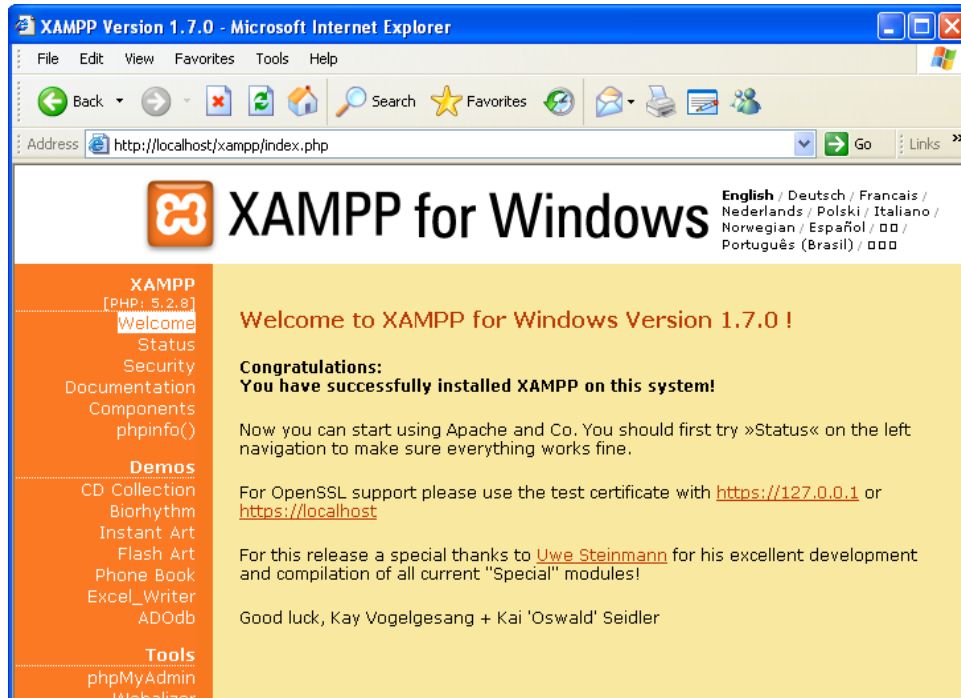 XAMPP Version 1.7.0 - Microsoft Internet Explorer
File Edit View Favorites Tools Help
Back Search Favorites
Address http://localhost/xampp/index.php Go Links »
XAMPP for Windows
English / Deutsch / Francais /
Nederlands / Polski / Italiano /
Norwegian / Español / □□ /
Português (Brasil) / □□□
XAMPP
[PHP: 5.2.8]
Welcome
Status
Security
Documentation
Components
phpinfo()
Demos
CD Collection
Biorhythm
Instant Art
Flash Art
Phone Book
Excel_Writer
ADOdb
Tools
phpMyAdmin
Webalizer
Welcome to XAMPP for Windows Version 1.7.0 !
Congratulations:
You have successfully installed XAMPP on this system!
Now you can start using Apache and Co. You should first try »Status« on the left
navigation to make sure everything works fine.
For OpenSSL support please use the test certificate with https://127.0.0.1 or
https://localhost
For this release a special thanks to Uwe Steinmann for his excellent development
and compilation of all current "Special" modules!
Good luck, Kay Vogelgesang + Kai 'Oswald' Seidler